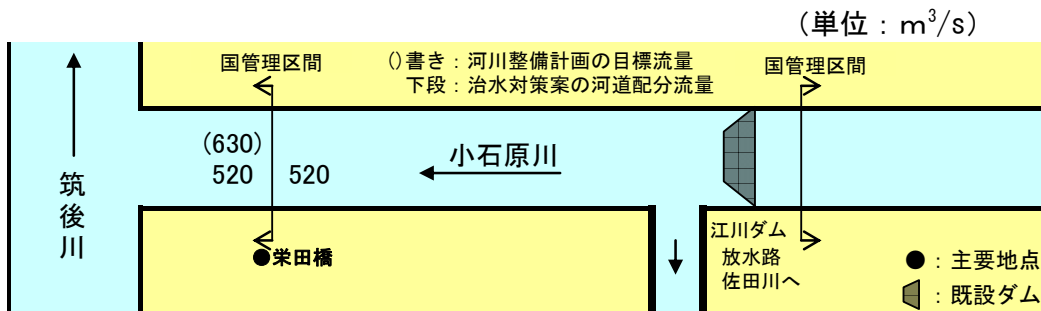 (単位：m³/s)
国管理区間
()書き：河川整備計画の目標流量
下段：治水対策案の河道配分流量
国管理区間
(630)
520
520
小石原川
筑後川
栄田橋
江川ダム
放水路
佐田川へ
●：主要地点
：既設ダム